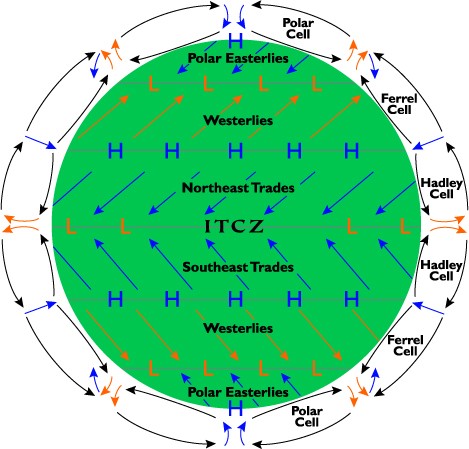 Polar
Cell
H
Polar Easterlies
L L L L
Ferrel
Cell
Westerlies
H H H H H
Northeast Trades
Hadley
Cell
L L ITCZ L L
Southeast Trades
Hadley
Cell
H H H H H
Westerlies
Ferrel
Cell
L L L L
Polar Easterlies
H
Polar
Cell